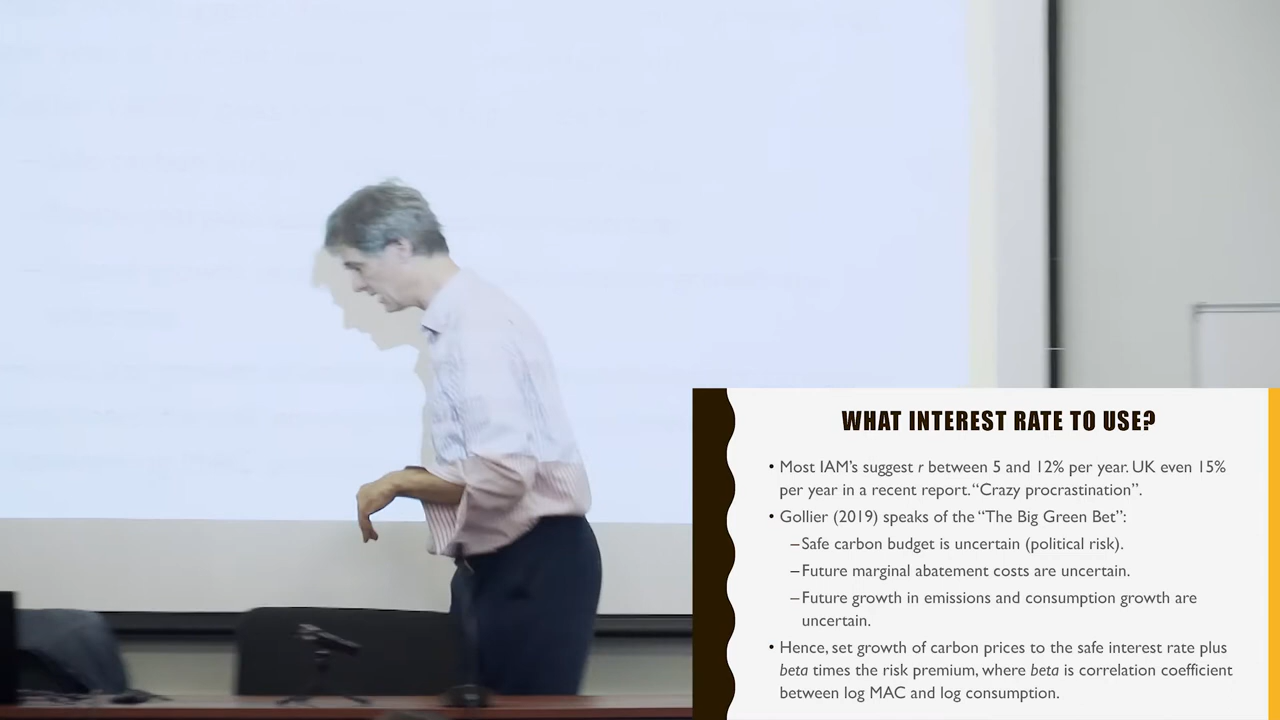 WHAT INTEREST RATE TO USE?
• Most IAM's suggest r between 5 and 12% per year. UK even 15%
per year in a recent report. “Crazy procrastination”.
• Gollier (2019) speaks of the “The Big Green Bet”:
–Safe carbon budget is uncertain (political risk).
–Future marginal abatement costs are uncertain.
–Future growth in emissions and consumption growth are
uncertain.
• Hence, set growth of carbon prices to the safe interest rate plus
beta times the risk premium, where beta is correlation coefficient
between log MAC and log consumption.